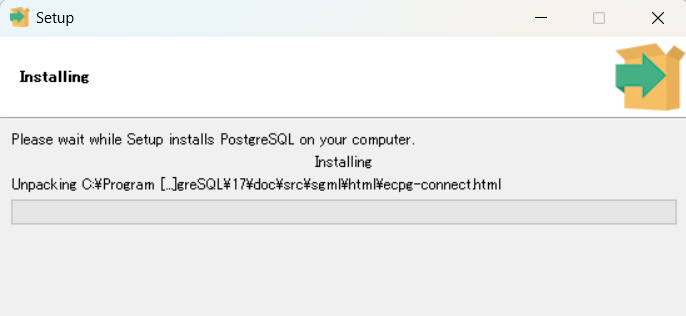 Setup
Installing
Please wait while Setup installs PostgreSQL on your computer.
Installing
Unpacking C:¥Program [...]greSQL¥17¥doc¥src¥sgml¥html¥ecpg-connect.html